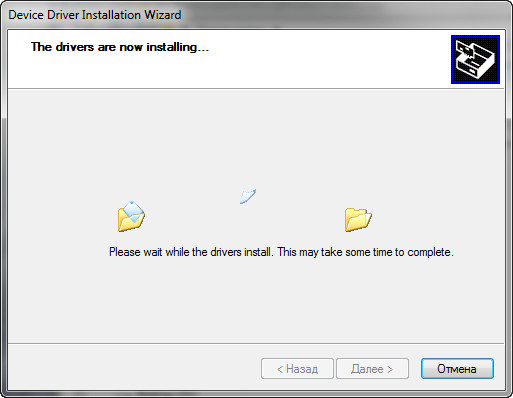 Device Driver Installation Wizard
The drivers are now installing...
Please wait while the drivers install. This may take some time to complete.
< Назад
Далее >
Отмена